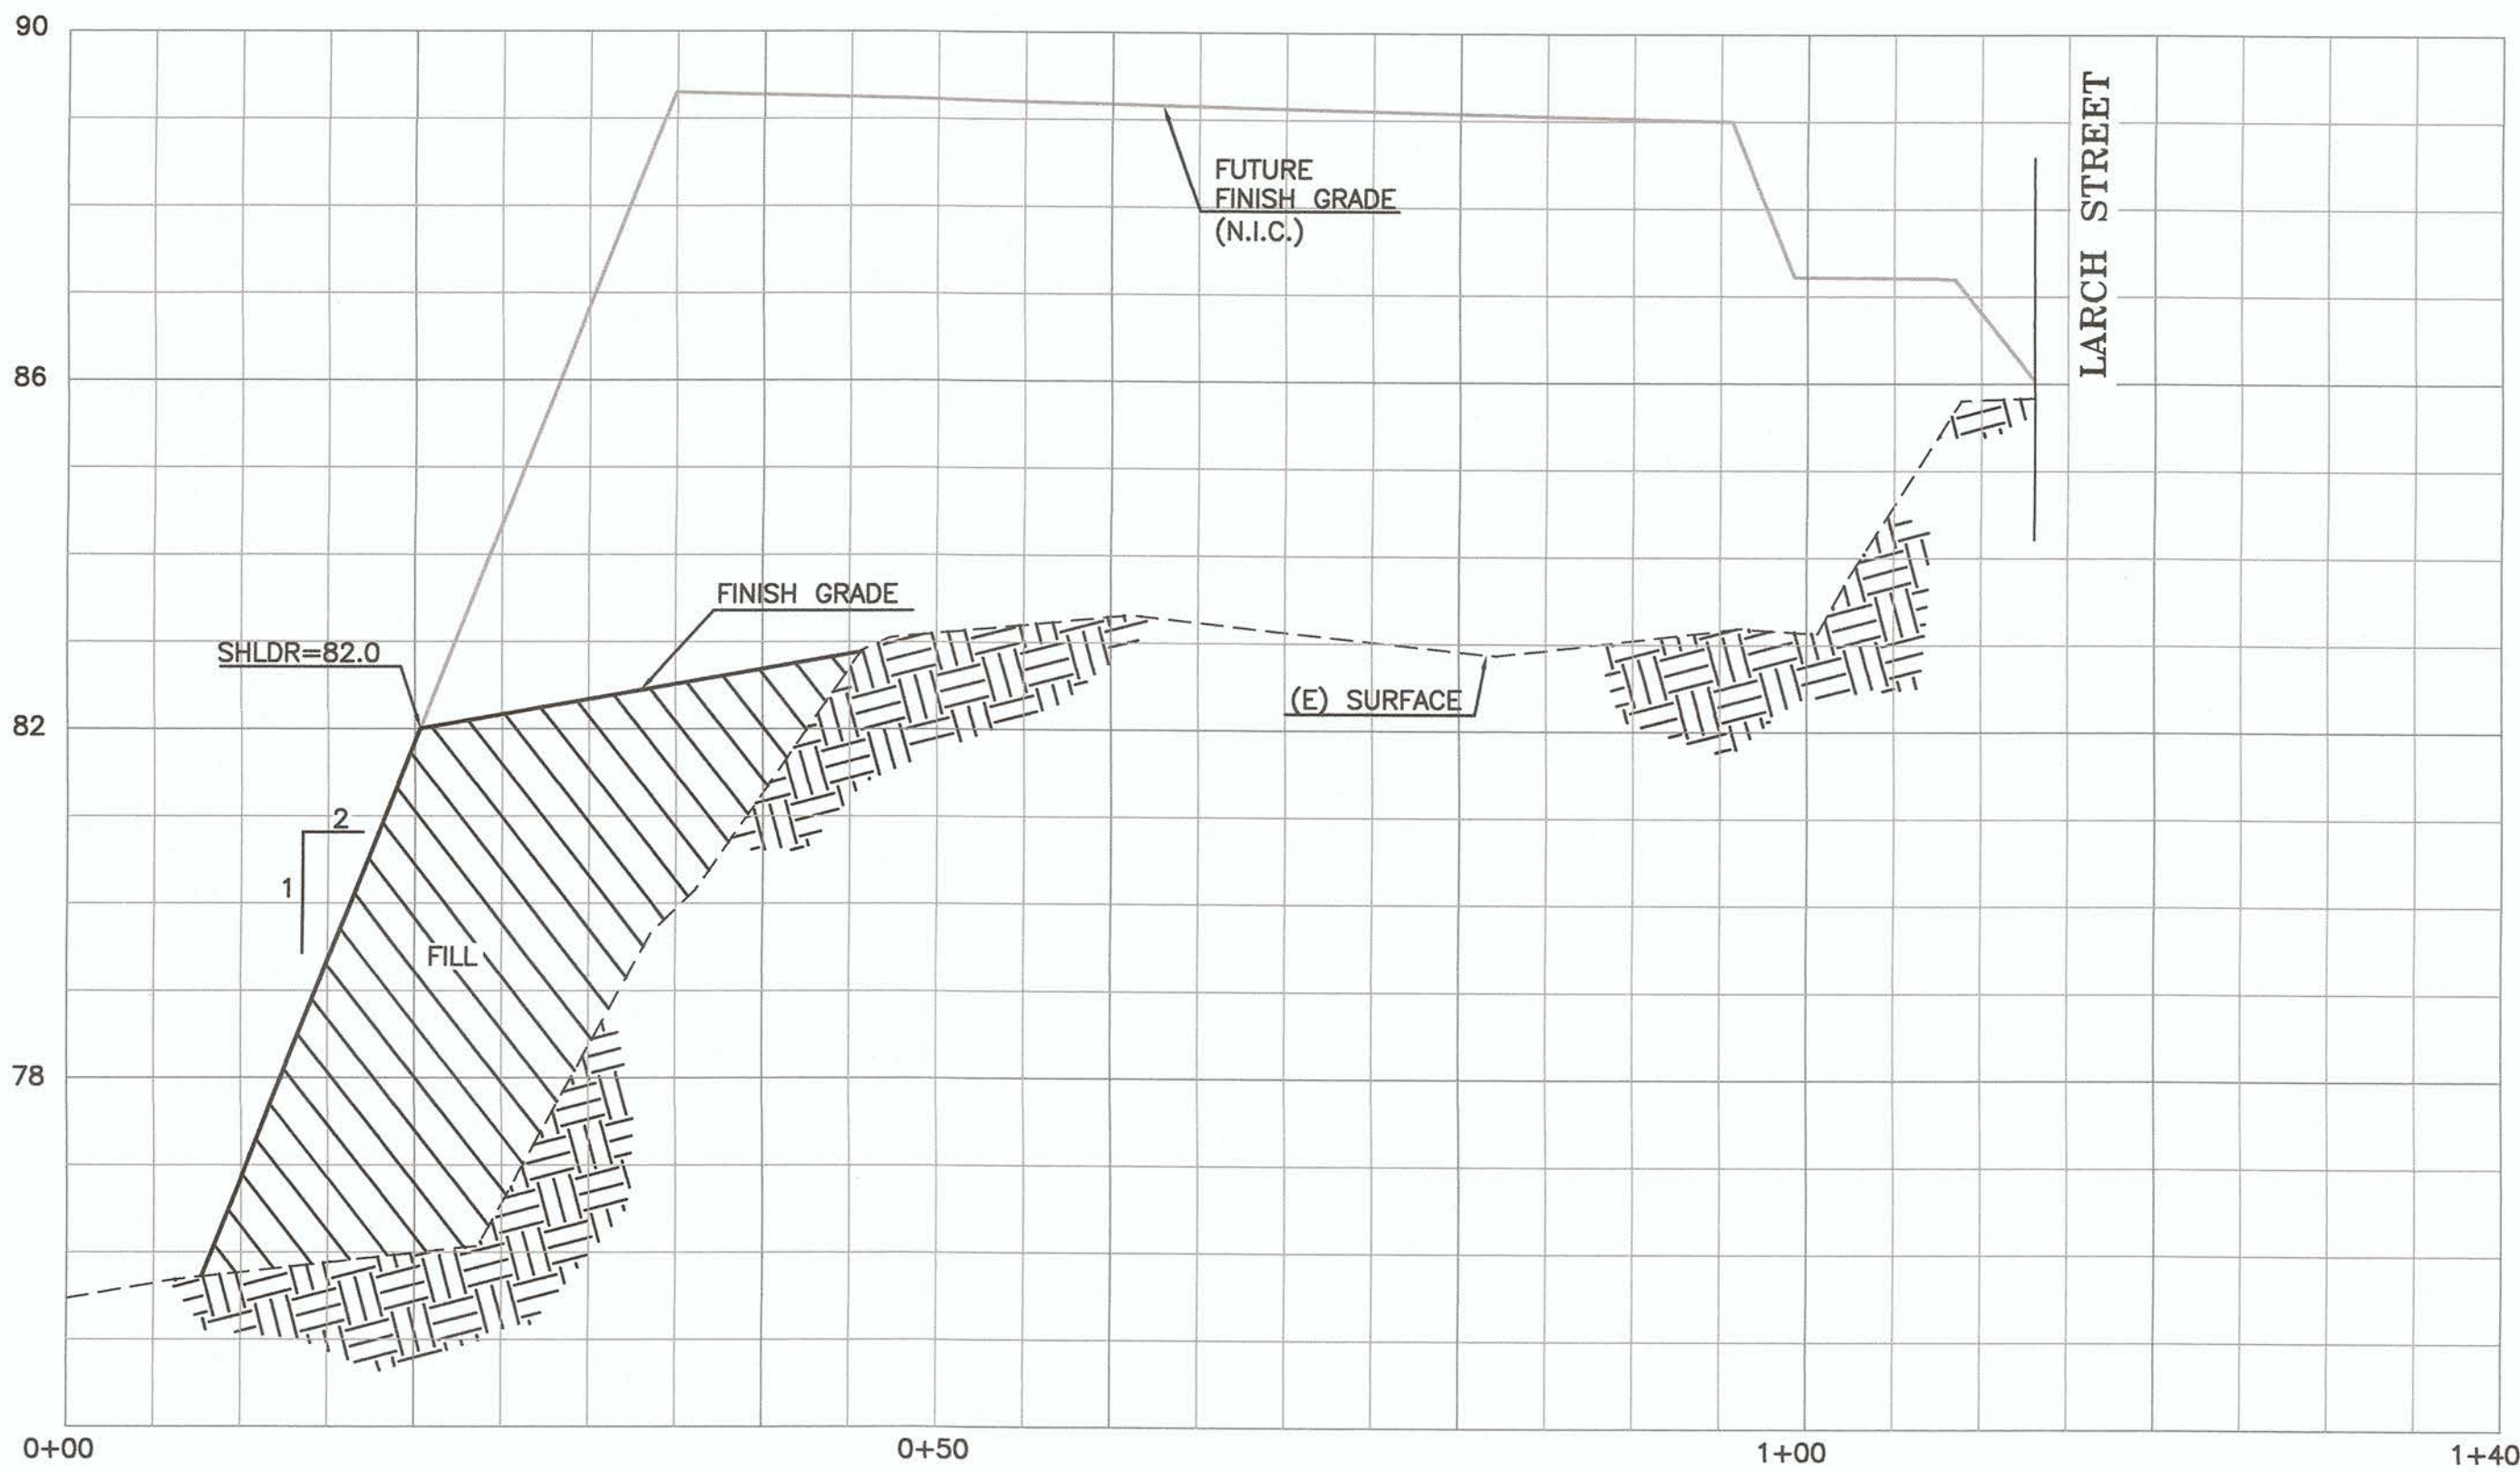 90
LARCH STREET
FUTURE
FINISH GRADE
(N.I.C.)
86
FINISH GRADE
SHLDR=82.0
(E) SURFACE
82
2
1
FILL
78
0+00
0+50
1+00
1+40